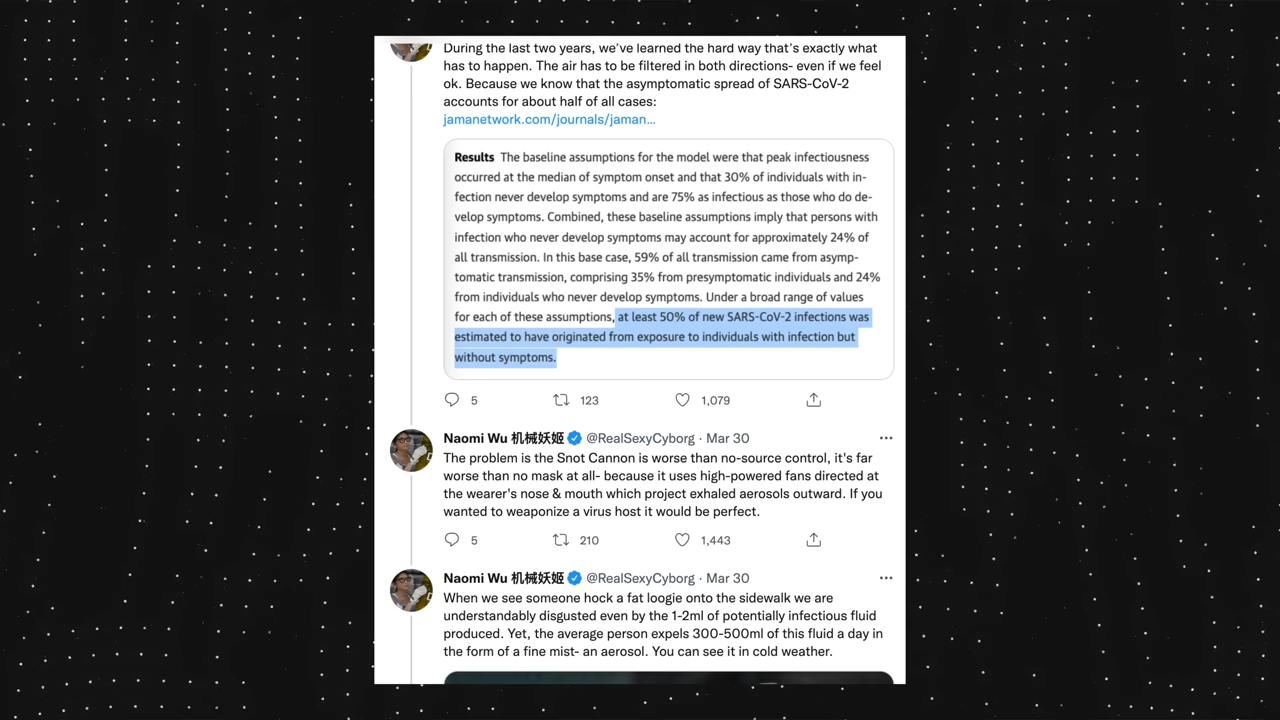 During the last two years, we've learned the hard way that's exactly what
has to happen. The air has to be filtered in both directions- even if we feel
ok. Because we know that the asymptomatic spread of SARS-CoV-2
accounts for about half of all cases:
jamanetwork.com/journals/jaman...
Results The baseline assumptions for the model were that peak infectiousness
occurred at the median of symptom onset and that 30% of individuals with in-
fection never develop symptoms and are 75% as infectious as those who do de-
velop symptoms. Combined, these baseline assumptions imply that persons with
infection who never develop symptoms may account for approximately 24% of
all transmission. In this base case, 59% of all transmission came from asymp-
tomatic transmission, comprising 35% from presymptomatic individuals and 24%
from individuals who never develop symptoms. Under a broad range of values
for each of these assumptions, at least 50% of new SARS-CoV-2 infections was
estimated to have originated from exposure to individuals with infection but
without symptoms.
5 123 1,079
Naomi Wu 机械妖姬 @RealSexyCyborg · Mar 30
The problem is the Snot Cannon is worse than no-source control, it's far
worse than no mask at all- because it uses high-powered fans directed at
the wearer's nose & mouth which project exhaled aerosols outward. If you
wanted to weaponize a virus host it would be perfect.
5 210 1,443
Naomi Wu 机械妖姬 @RealSexyCyborg · Mar 30
When we see someone hock a fat loogie onto the sidewalk we are
understandably disgusted even by the 1-2ml of potentially infectious fluid
produced. Yet, the average person expels 300-500ml of this fluid a day in
the form of a fine mist- an aerosol. You can see it in cold weather.